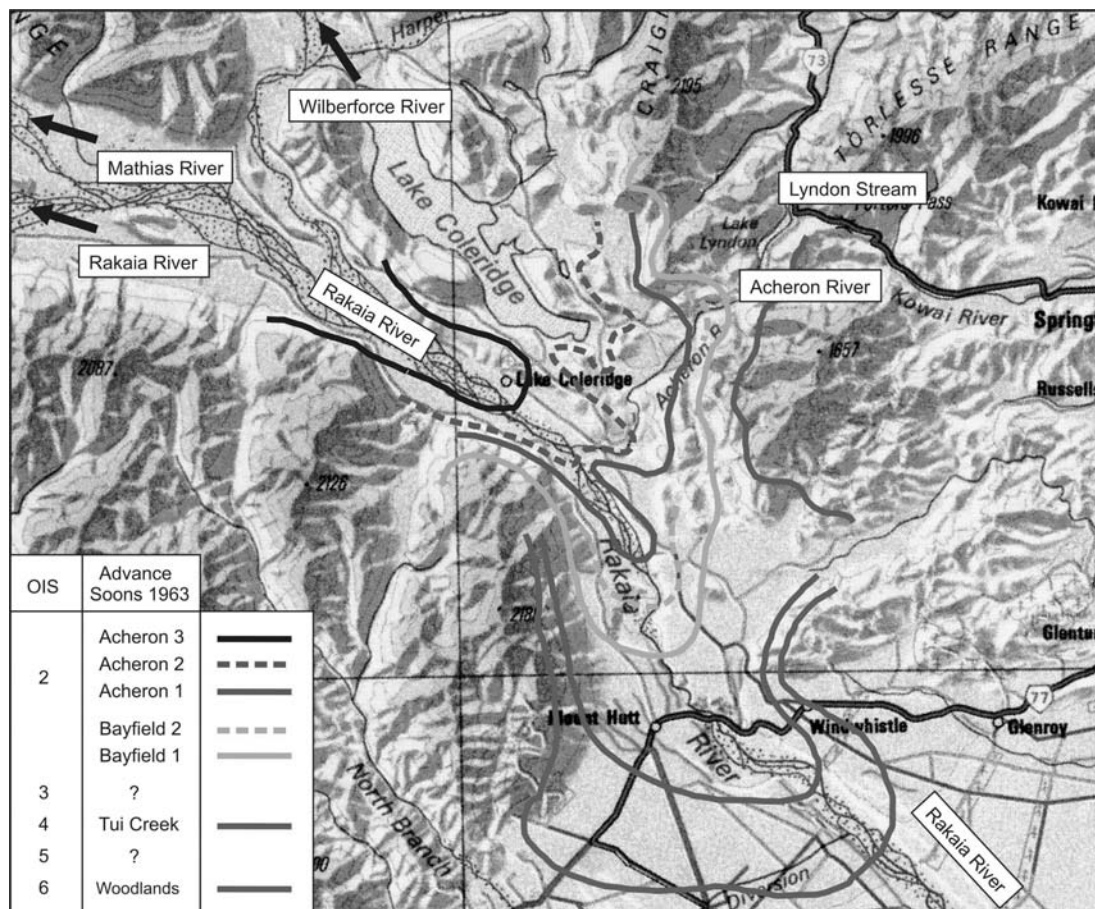 NGE
Harper
CRAIG
73
TORLESSE RANGE
2195
1996
Wilberforce River
Mathias River
Lake Coleridge
Lyndon Stream
Porters Pass
Kowai
Lake
Lyndon
Rakaia River
Rakaia River
Acheron River
Kowai River
Springf
Acheron R.
1657
2087
Lake Coleridge
Russells
2126
Rakaia
2181
Glentu
77
Mount Hutt
Windwhistle
Glenroy
River
North Branch
Rakaia River
Diversion
OIS
Advance
Soons 1963
2
Acheron 3
Acheron 2
Acheron 1
Bayfield 2
Bayfield 1
3 ?
4 Tui Creek
5 ?
6 Woodlands